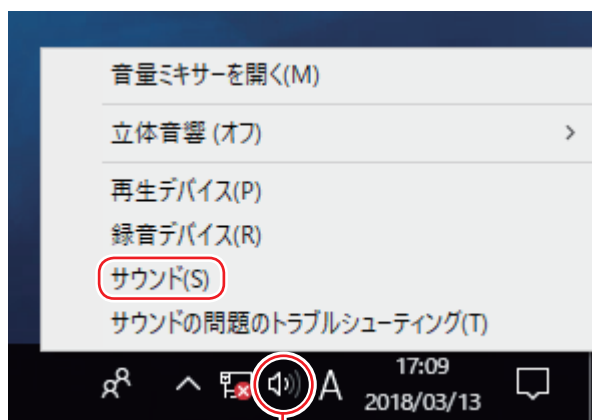 音量ミキサーを開く(M)
立体音響 (オフ)
再生デバイス(P)
録音デバイス(R)
サウンド(S)
サウンドの問題のトラブルシューティング(T)
A
17:09
2018/03/13